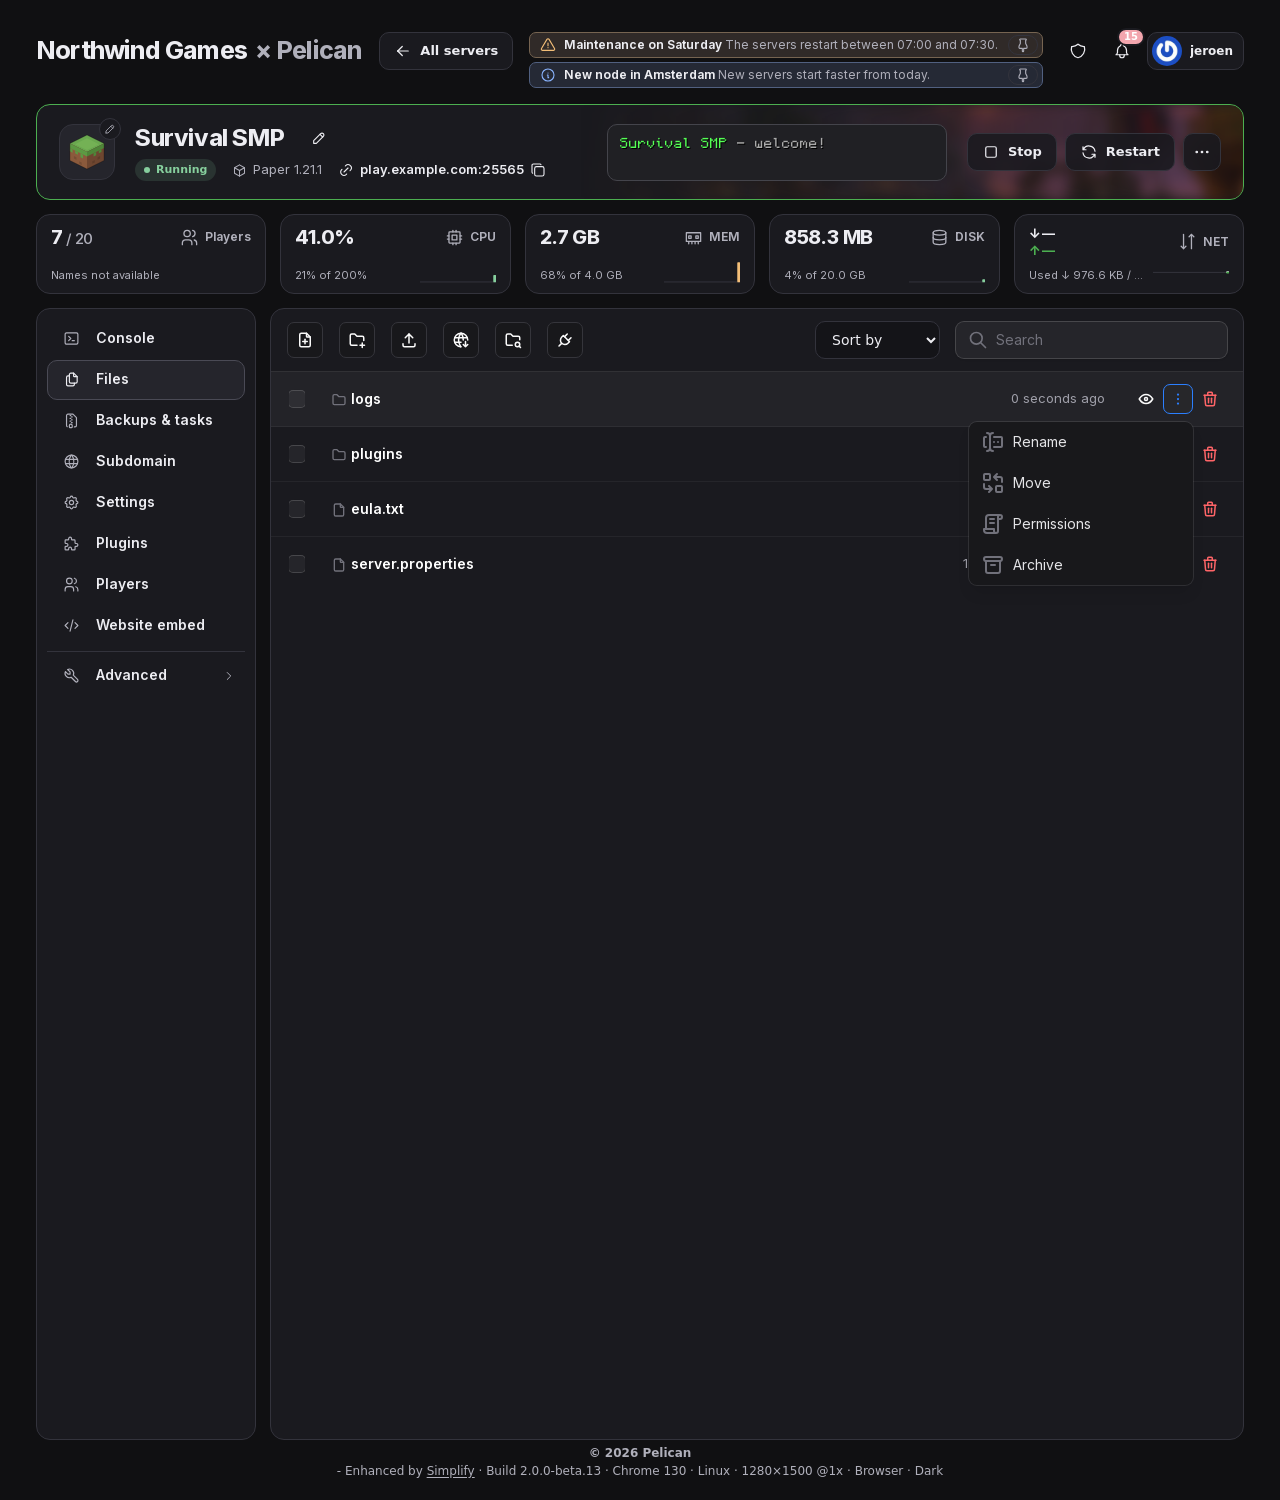 Northwind Games × Pelican
All servers
Maintenance on Saturday The servers restart between 07:00 and 07:30.
New node in Amsterdam New servers start faster from today.
15
jeroen
Survival SMP
Running
Paper 1.21.1
play.example.com:25565
Survival SMP - welcome!
Stop
Restart
7 / 20
Players
Names not available
41.0%
CPU
21% of 200%
2.7 GB
MEM
68% of 4.0 GB
858.3 MB
DISK
4% of 20.0 GB
↓—
↑—
NET
Used ↓ 976.6 KB / ...
Console
Files
Backups & tasks
Subdomain
Settings
Plugins
Players
Website embed
Advanced
Sort by
Search
logs
0 seconds ago
plugins
eula.txt
server.properties
1
Rename
Move
Permissions
Archive
© 2026 Pelican
- Enhanced by Simplify · Build 2.0.0-beta.13 · Chrome 130 · Linux · 1280×1500 @1x · Browser · Dark